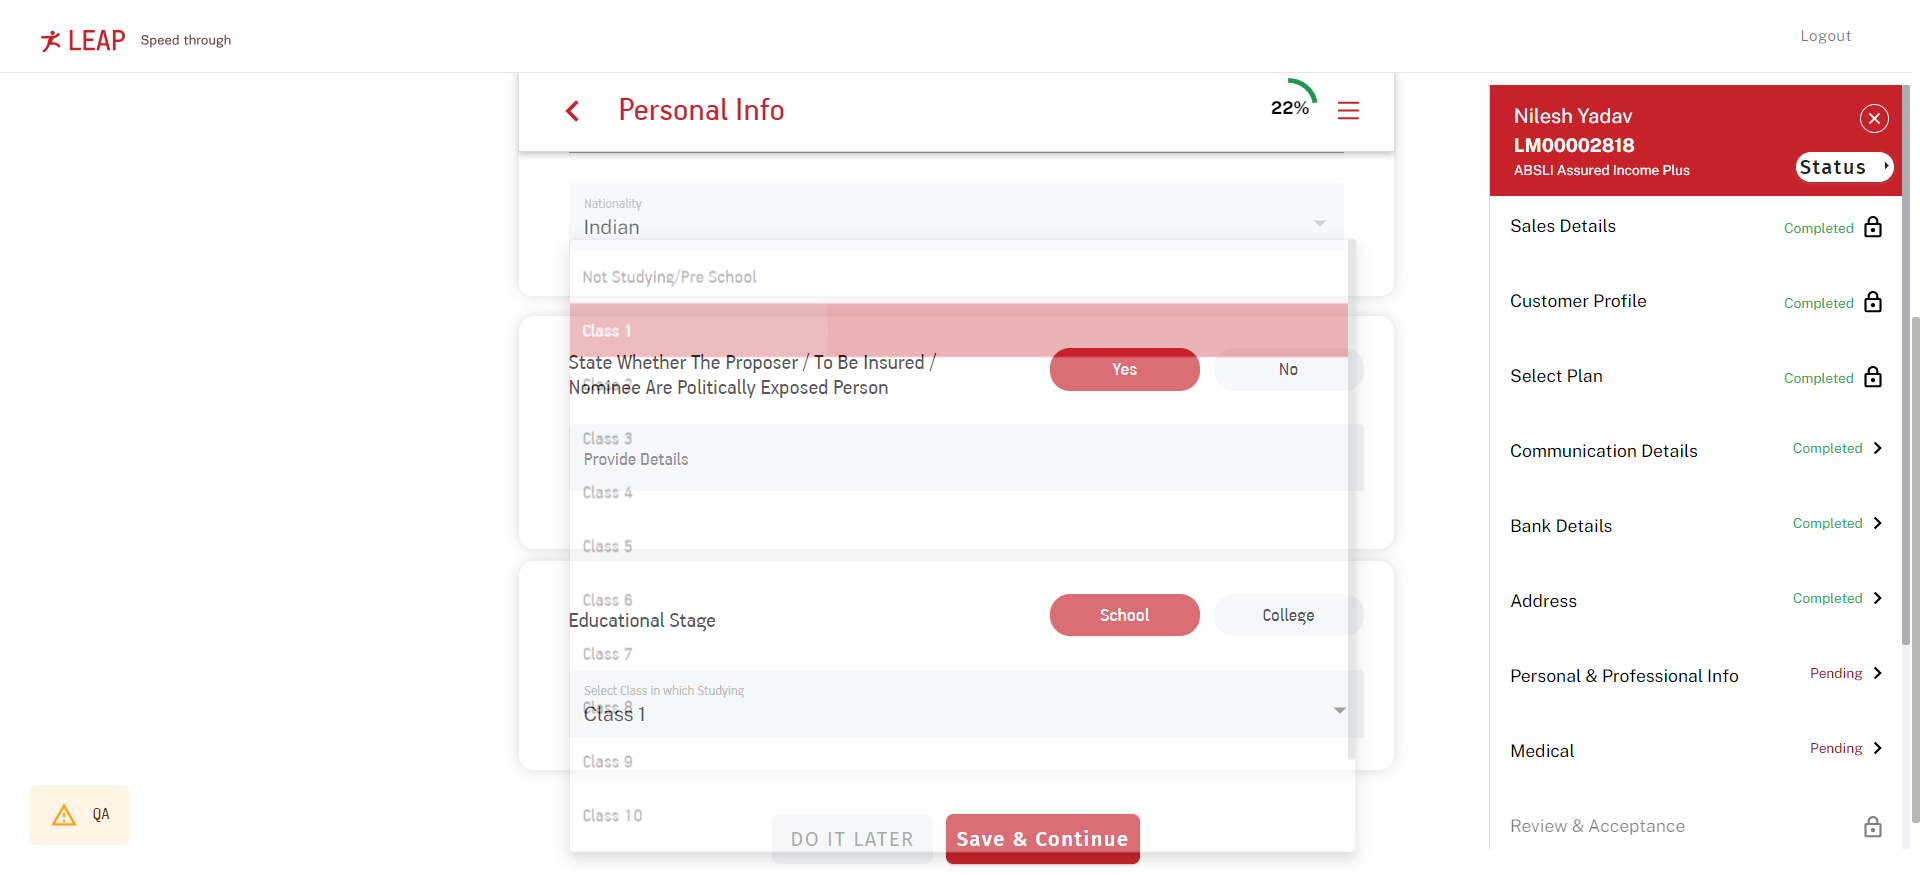 LEAP Speed through
Logout
Personal Info
22%
Nationality
Indian
Not Studying/Pre School
Class 1
State Whether The Proposer / To Be Insured /
Nominee Are Politically Exposed Person
Yes
No
Class 2
Class 3
Provide Details
Class 4
Class 5
Class 6
Educational Stage
School
College
Class 7
Select Class in which Studying
Class 8
Class 1
Class 9
Class 10
DO IT LATER
Save & Continue
QA
Nilesh Yadav
LM00002818
ABSLI Assured Income Plus
Status
Sales Details Completed
Customer Profile Completed
Select Plan Completed
Communication Details Completed
Bank Details Completed
Address Completed
Personal & Professional Info Pending
Medical Pending
Review & Acceptance